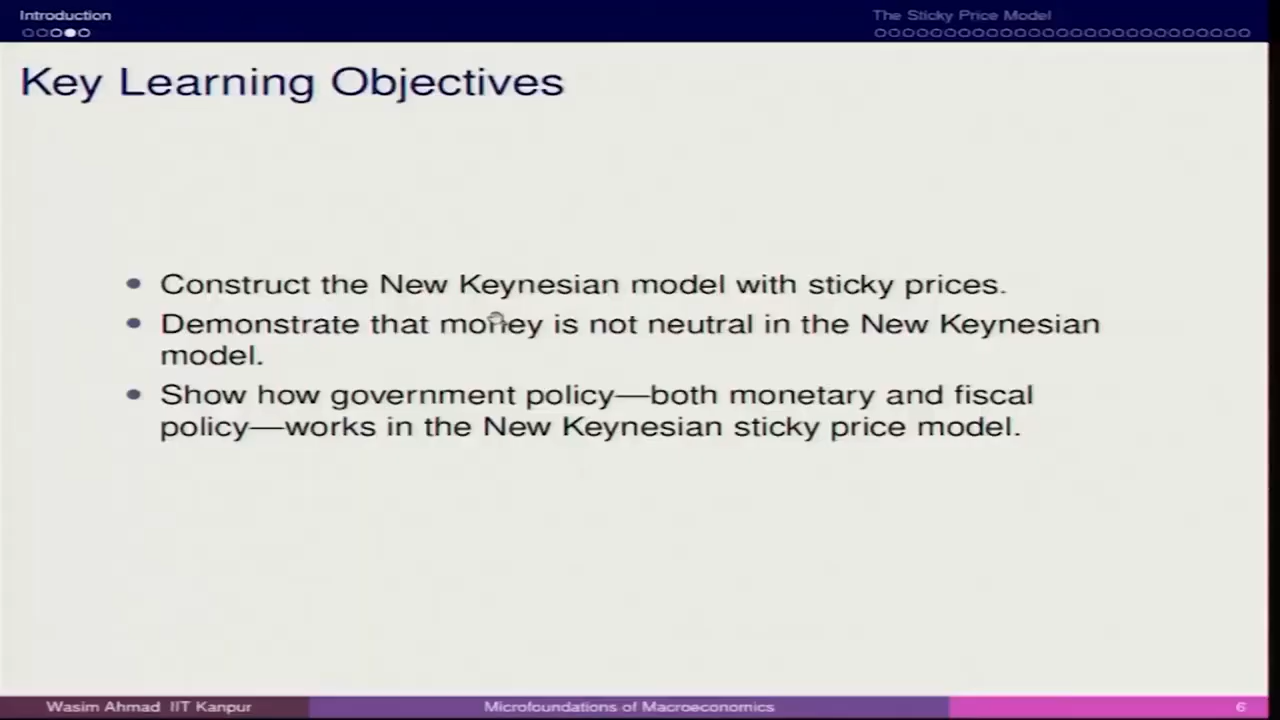 Introduction
The Sticky Price Model
Key Learning Objectives
Construct the New Keynesian model with sticky prices.
Demonstrate that money is not neutral in the New Keynesian
model.
Show how government policy—both monetary and fiscal
policy—works in the New Keynesian sticky price model.
Wasim Ahmad IIT Kanpur
Microfoundations of Macroeconomics
6